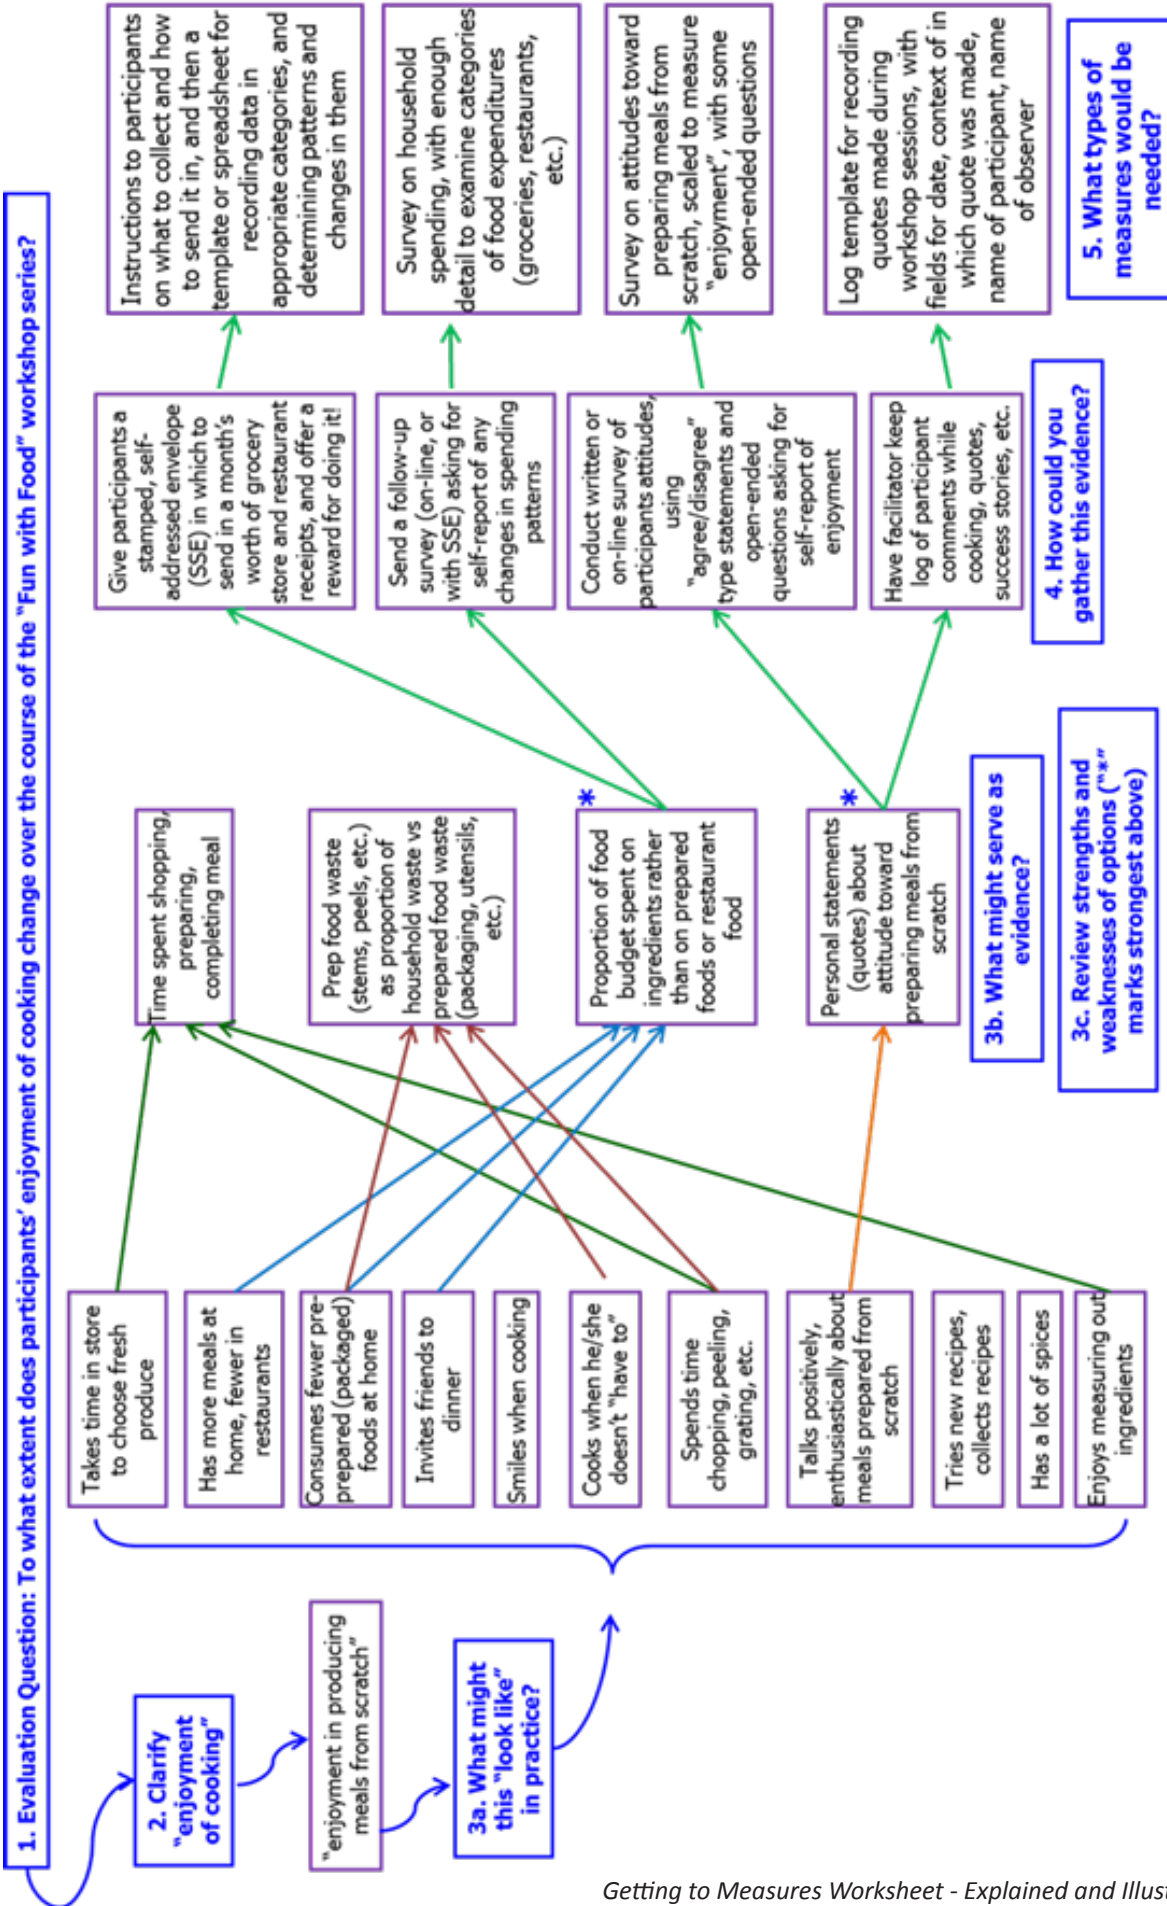 1. Evaluation Question: To what extent does participants’ enjoyment of cooking change over the course of the “Fun with Food” workshop series?
2. Clarify
“enjoyment
of cooking”
“enjoyment in producing
meals from scratch”
3a. What might
this “look like”
in practice?
Takes time in store
to choose fresh
produce
Has more meals at
home, fewer in
restaurants
Consumes fewer pre-
prepared (packaged)
foods at home
Invites friends to
dinner
Smiles when cooking
Cooks when he/she
doesn’t “have to”
Spends time
chopping, peeling,
grating, etc.
Talks positively,
enthusiastically about
meals prepared from
scratch
Tries new recipes,
collects recipes
Has a lot of spices
Enjoys measuring out
ingredients
Time spent shopping,
preparing,
completing meal
Prep food waste
(stems, peels, etc.)
as proportion of
household waste vs
prepared food waste
(packaging, utensils,
etc.)
*
Proportion of food
budget spent on
ingredients rather
than on prepared
foods or restaurant
food
*
Personal statements
(quotes) about
attitude toward
preparing meals from
scratch
3b. What might serve as
evidence?
3c. Review strengths and
weaknesses of options (“*”
marks strongest above)
Give participants a
stamped, self-
addressed envelope
(SSE) in which to
send in a month’s
worth of grocery
store and restaurant
receipts, and offer a
reward for doing it!
Send a follow-up
survey (on-line, or
with SSE) asking for
self-report of any
changes in spending
patterns
Conduct written or
on-line survey of
participants attitudes,
using
“agree/disagree”
type statements and
open-ended
questions asking for
self-report of
enjoyment
Have facilitator keep
log of participant
comments while
cooking, quotes,
success stories, etc.
4. How could you
gather this evidence?
Instructions to participants
on what to collect and how
to send it in, and then a
template or spreadsheet for
recording data in
appropriate categories, and
determining patterns and
changes in them
Survey on household
spending, with enough
detail to examine categories
of food expenditures
(groceries, restaurants,
etc.)
Survey on attitudes toward
preparing meals from
scratch, scaled to measure
“enjoyment”, with some
open-ended questions
Log template for recording
quotes made during
workshop sessions, with
fields for date, context of in
which quote was made,
name of participant, name
of observer
5. What types of
measures would be
needed?
Getting to Measures Worksheet - Explained and Illust